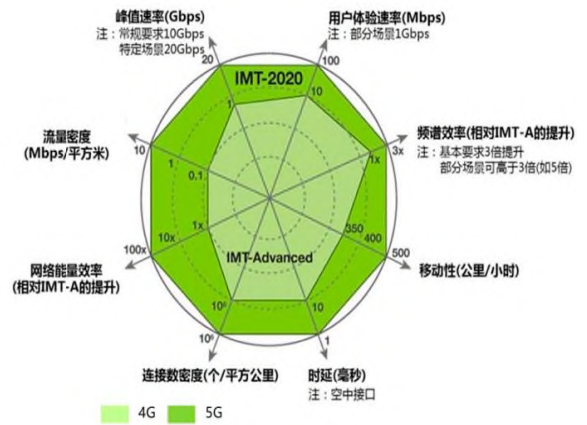 峰值速率(Gbps)
注：常规要求10Gbps
特定场景20Gbps
用户体验速率(Mbps)
注：部分场景1Gbps
20
100
IMT-2020
1
10
流量密度
(Mbps/平方米)
10
1
0.1
频谱效率(相对IMT-A的提升)
注：基本要求3倍提升
部分场景可高于3倍(如5倍)
1x
3x
网络能量效率
(相对IMT-A的提升)
100x
10x
1x
350
400
500
移动性(公里/小时)
IMT-Advanced
10
1
连接数密度(个/平方公里)
时延(毫秒)
注：空中接口
4G
5G